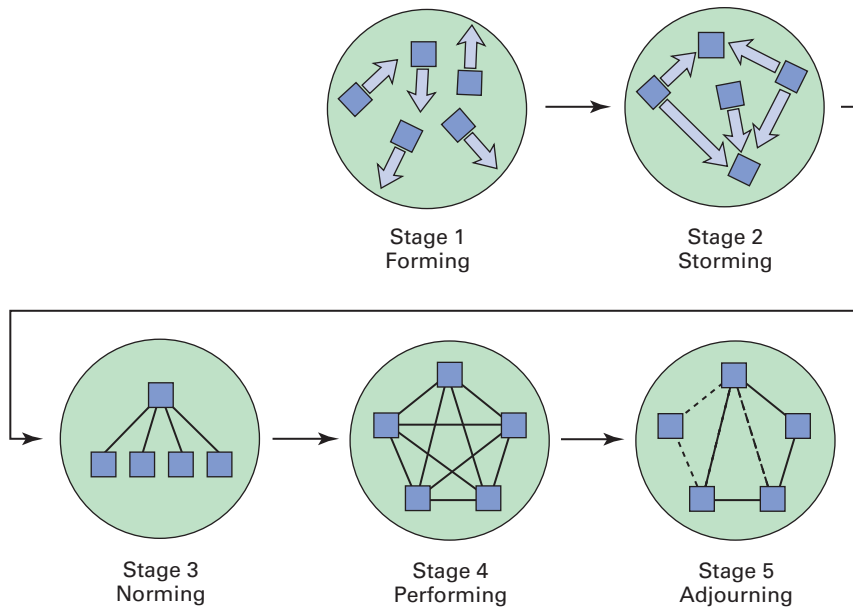 Stage 1
Forming
Stage 2
Storming
Stage 3
Norming
Stage 4
Performing
Stage 5
Adjourning